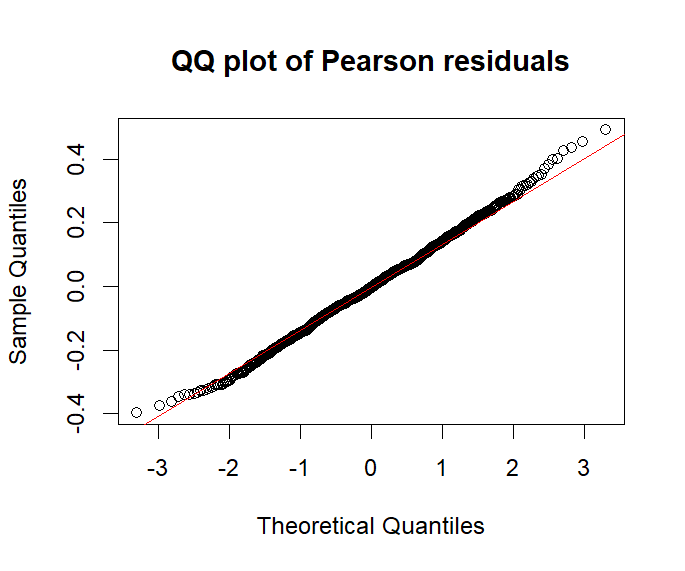 QQ plot of Pearson residuals
Sample Quantiles
0.4
0.2
0.0
-0.2
-0.4
-3 -2 -1 0 1 2 3
Theoretical Quantiles